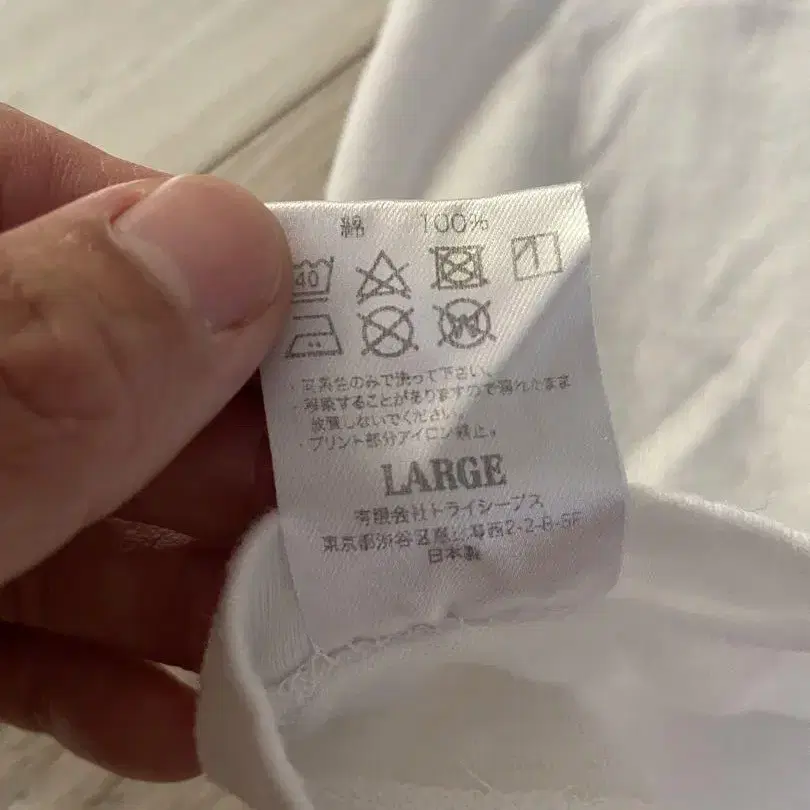 綿 100%
40
W
・同系色のみで洗って下さい。
・移染することがありますので濡れたまま
放置しないでください。
・プリント部分アイロン禁止。
LARGE
有限会社トライシープス
東京都渋谷区恵比寿西2-2-8-5F
日本製